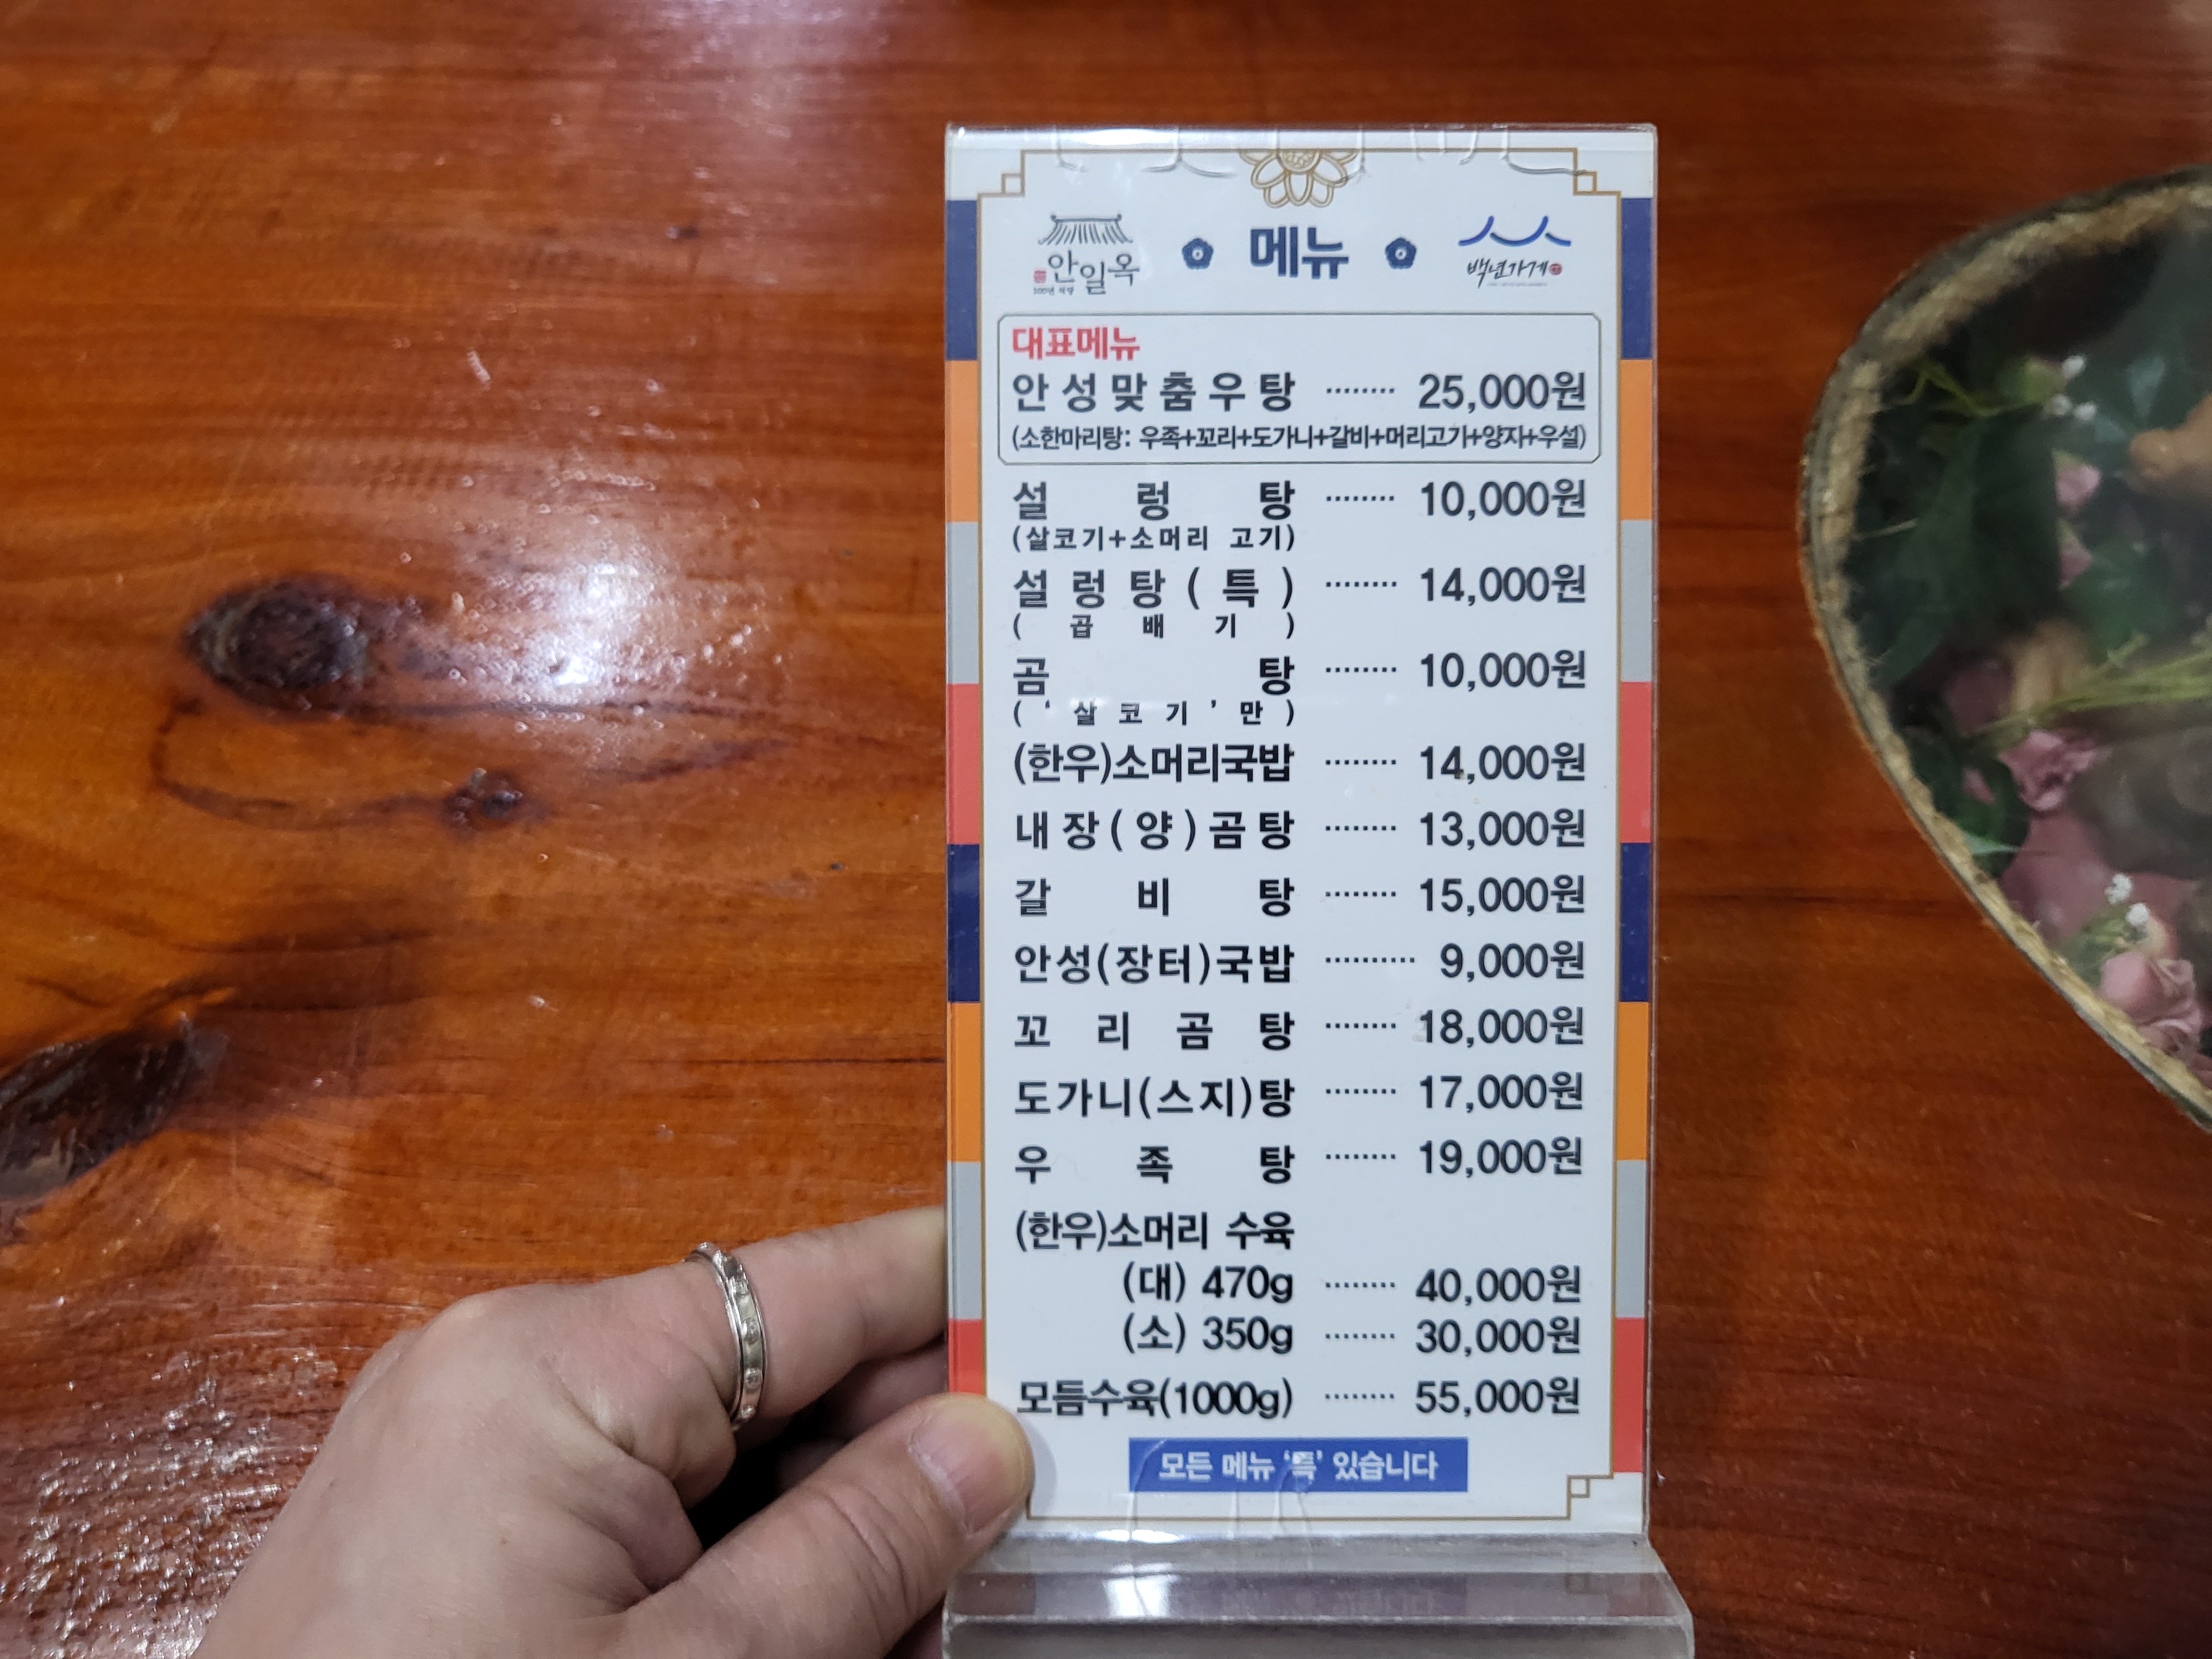 안일옥
100년 식당
메뉴
백년가게
대표메뉴
안성맞춤우탕 ········ 25,000원
(소한마리탕: 우족+꼬리+도가니+갈비+머리고기+양지+우설)
설렁탕 ········ 10,000원
(살코기+소머리 고기)
설렁탕(특) ········ 14,000원
(곱배기)
곰탕 ········ 10,000원
(‘살코기’만)
(한우)소머리국밥 ········ 14,000원
내장(양)곰탕 ········ 13,000원
갈비탕 ········ 15,000원
안성(장터)국밥 ·········· 9,000원
꼬리곰탕 ········ 18,000원
도가니(스지)탕 ········ 17,000원
우족탕 ········ 19,000원
(한우)소머리 수육
(대) 470g ········ 40,000원
(소) 350g ········ 30,000원
모듬수육(1000g) ········ 55,000원
모든 메뉴 ‘특’ 있습니다